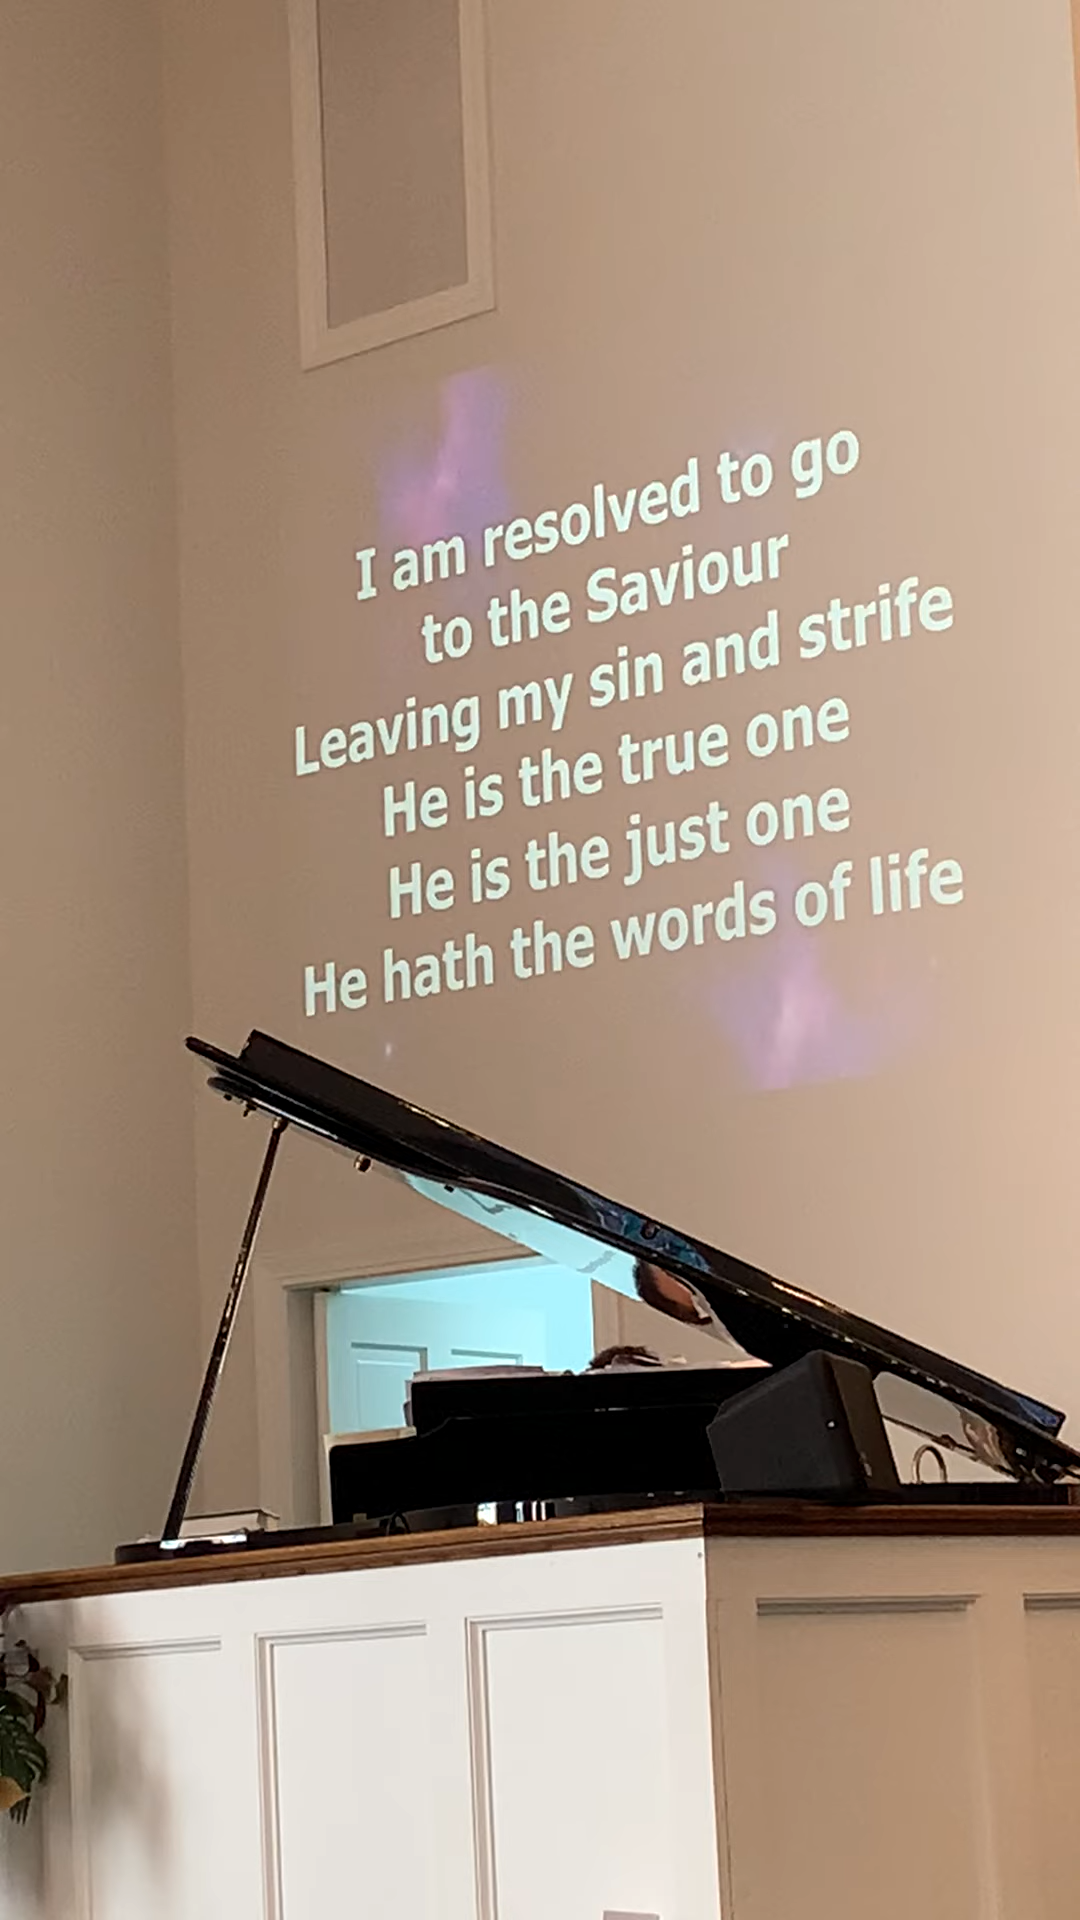 I am resolved to go
to the Saviour
Leaving my sin and strife
He is the true one
He is the just one
He hath the words of life